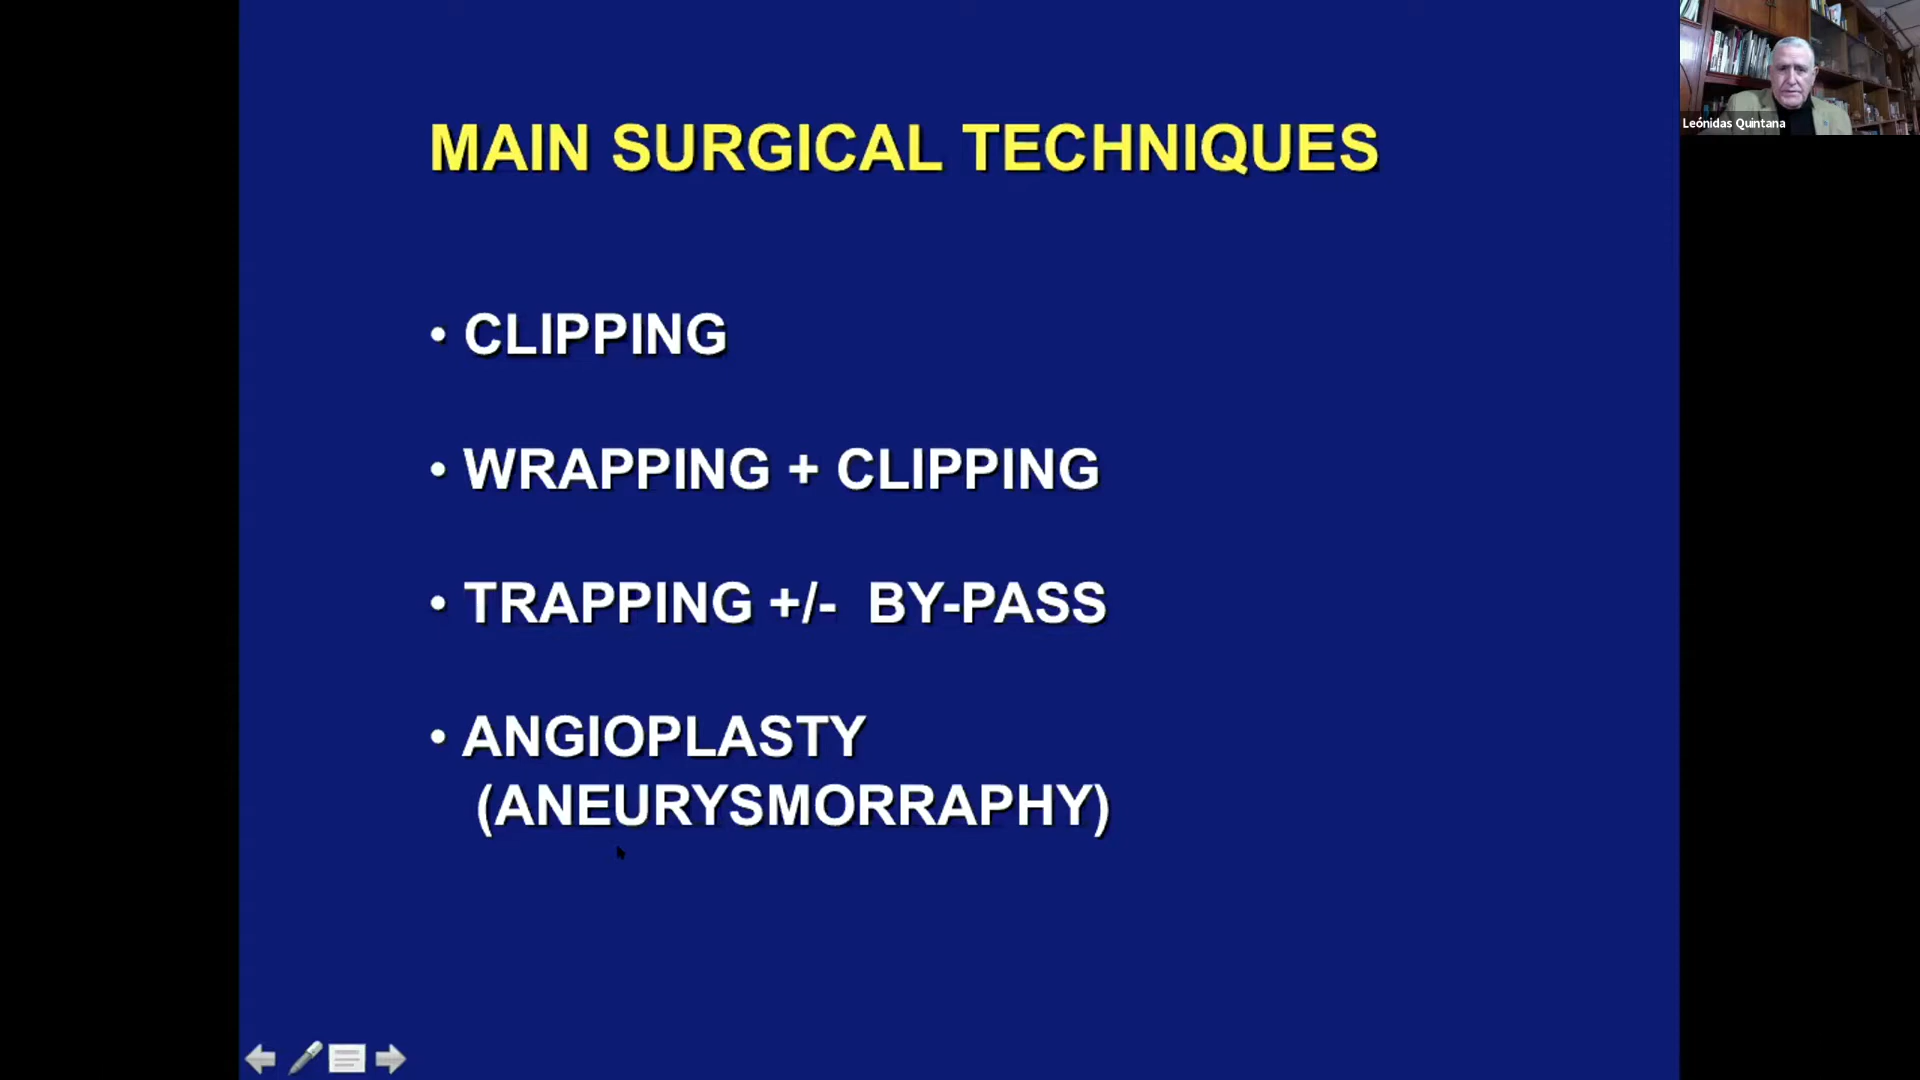 MAIN SURGICAL TECHNIQUES
• CLIPPING
• WRAPPING + CLIPPING
• TRAPPING +/- BY-PASS
• ANGIOPLASTY
(ANEURYSMORRAPHY)
Leónidas Quintana